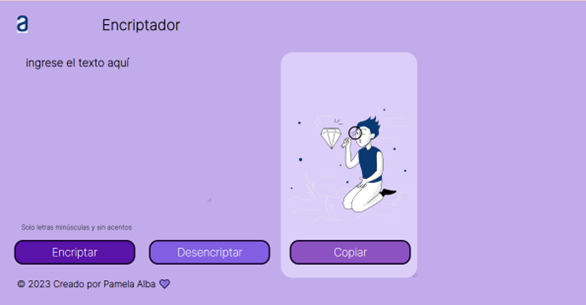 a
Encriptador
ingrese el texto aquí
Solo letras minúsculas y sin acentos
Encriptar
Desencriptar
Copiar
© 2023 Creado por Pamela Alba 💜